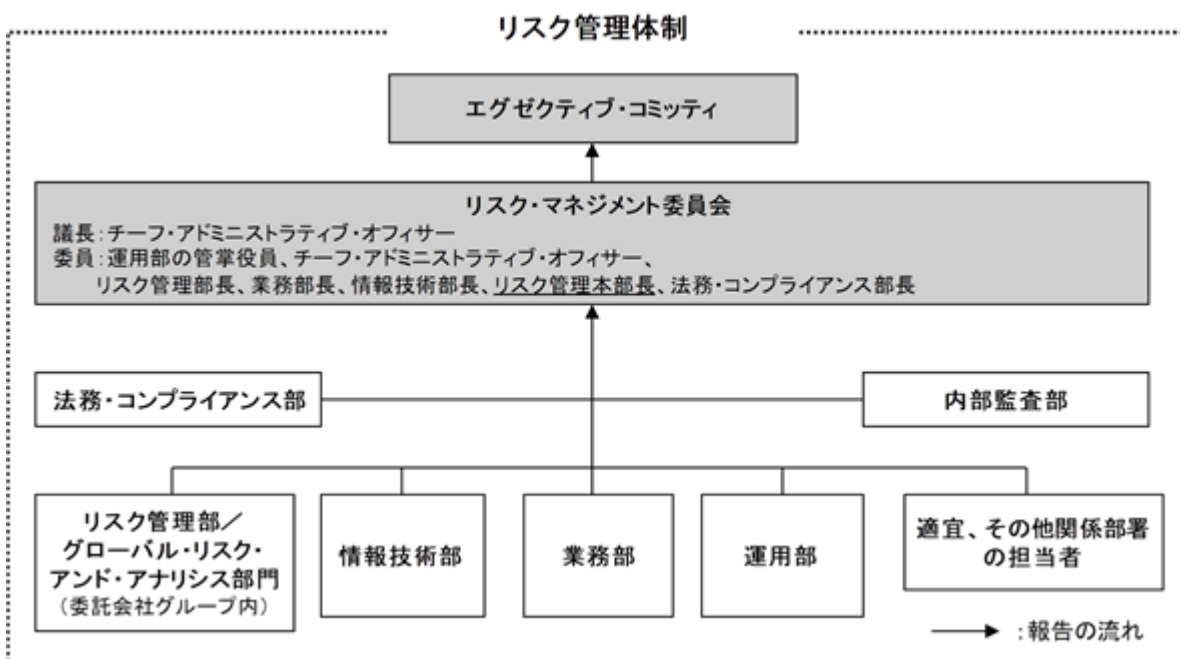 リスク管理体制
エグゼクティブ・コミッティ
リスク・マネジメント委員会
議長：チーフ・アドミニストラティブ・オフィサー
委員：運用部の管掌役員、チーフ・アドミニストラティブ・オフィサー、
リスク管理部長、業務部長、情報技術部長、リスク管理本部長、法務・コンプライアンス部長
法務・コンプライアンス部
内部監査部
リスク管理部／
グローバル・リスク・
アンド・アナリシス部門
（委託会社グループ内）
情報技術部
業務部
運用部
適宜、その他関係部署
の担当者
：報告の流れ